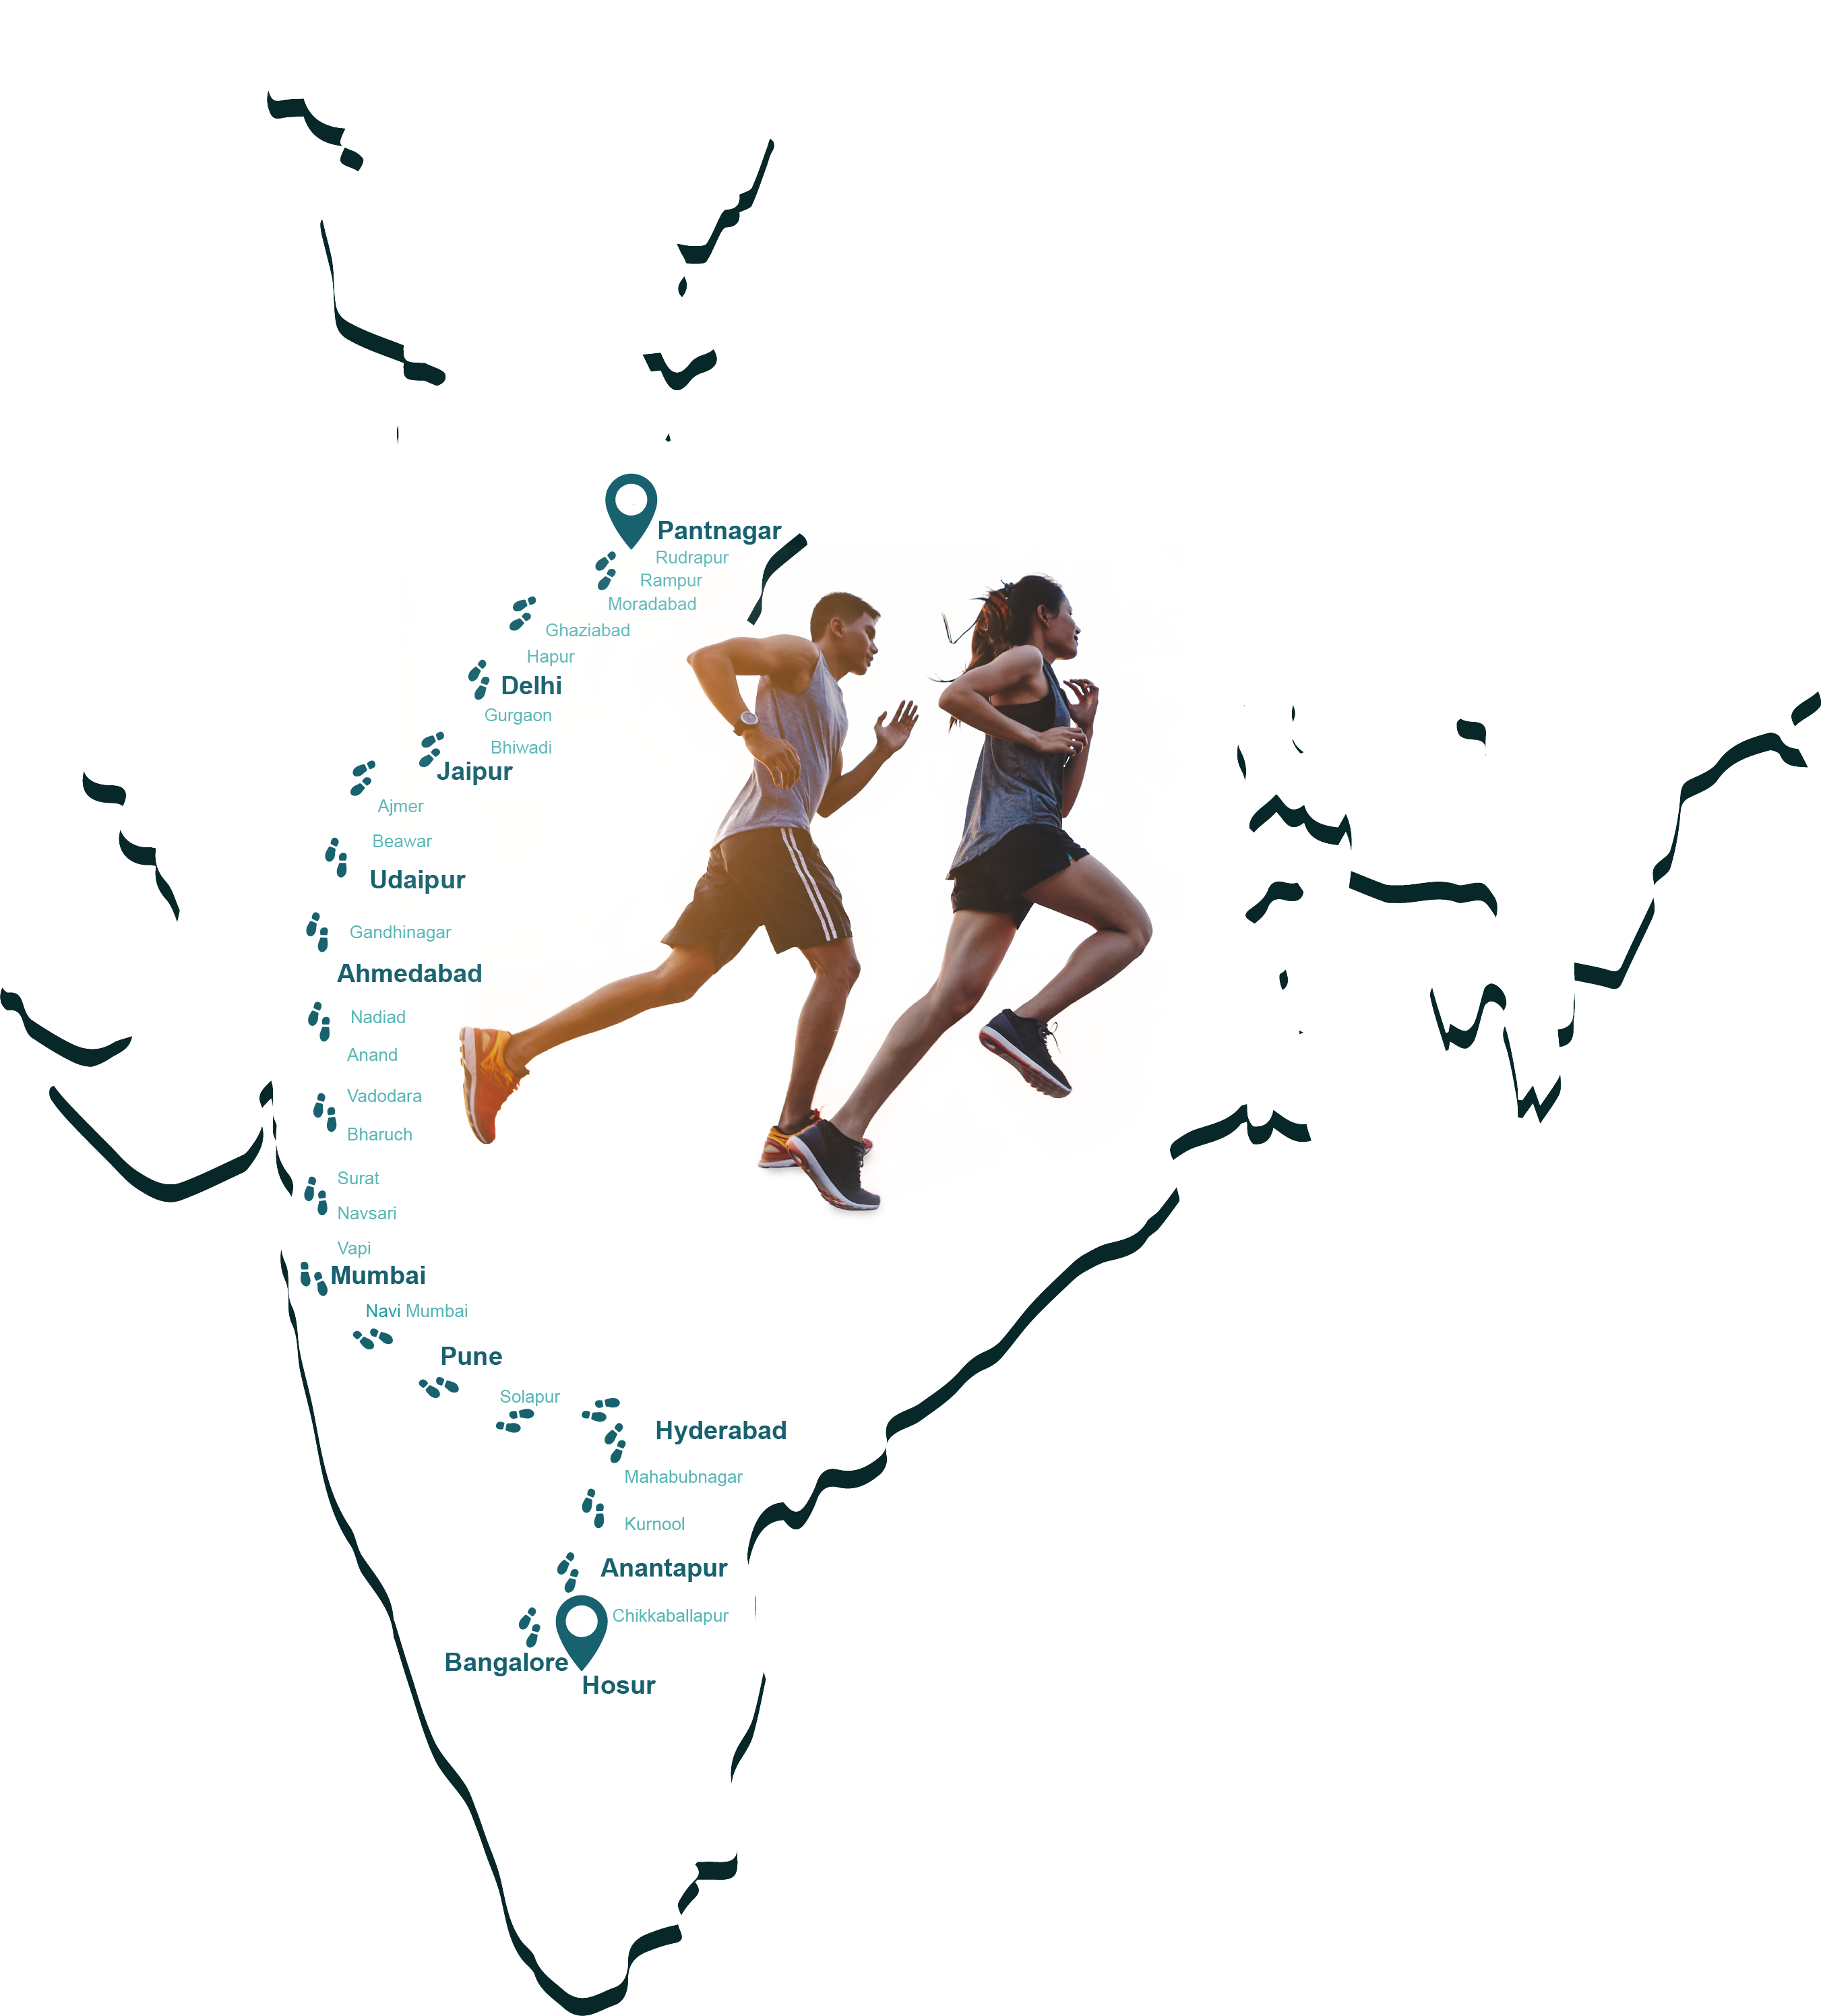 Pantnagar
Rudrapur
Rampur
Moradabad
Ghaziabad
Hapur
Delhi
Gurgaon
Bhiwadi
Jaipur
Ajmer
Beawar
Udaipur
Gandhinagar
Ahmedabad
Nadiad
Anand
Vadodara
Bharuch
Surat
Navsari
Vapi
Mumbai
Navi Mumbai
Pune
Solapur
Hyderabad
Mahabubnagar
Kurnool
Anantapur
Chikkaballapur
Bangalore
Hosur